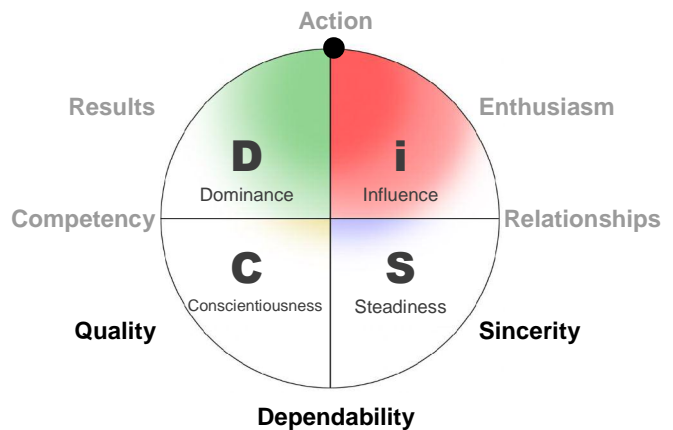 Action
Results
Enthusiasm
D
i
Dominance
Influence
Competency
Relationships
C
S
Conscientiousness
Steadiness
Quality
Sincerity
Dependability